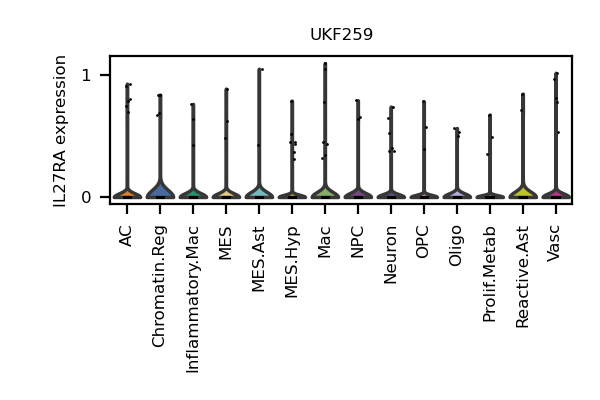 UKF259
IL27RA expression
1
0
AC
Chromatin.Reg
Inflammatory.Mac
MES
MES.Ast
MES.Hyp
Mac
NPC
Neuron
OPC
Oligo
Prolif.Metab
Reactive.Ast
Vasc